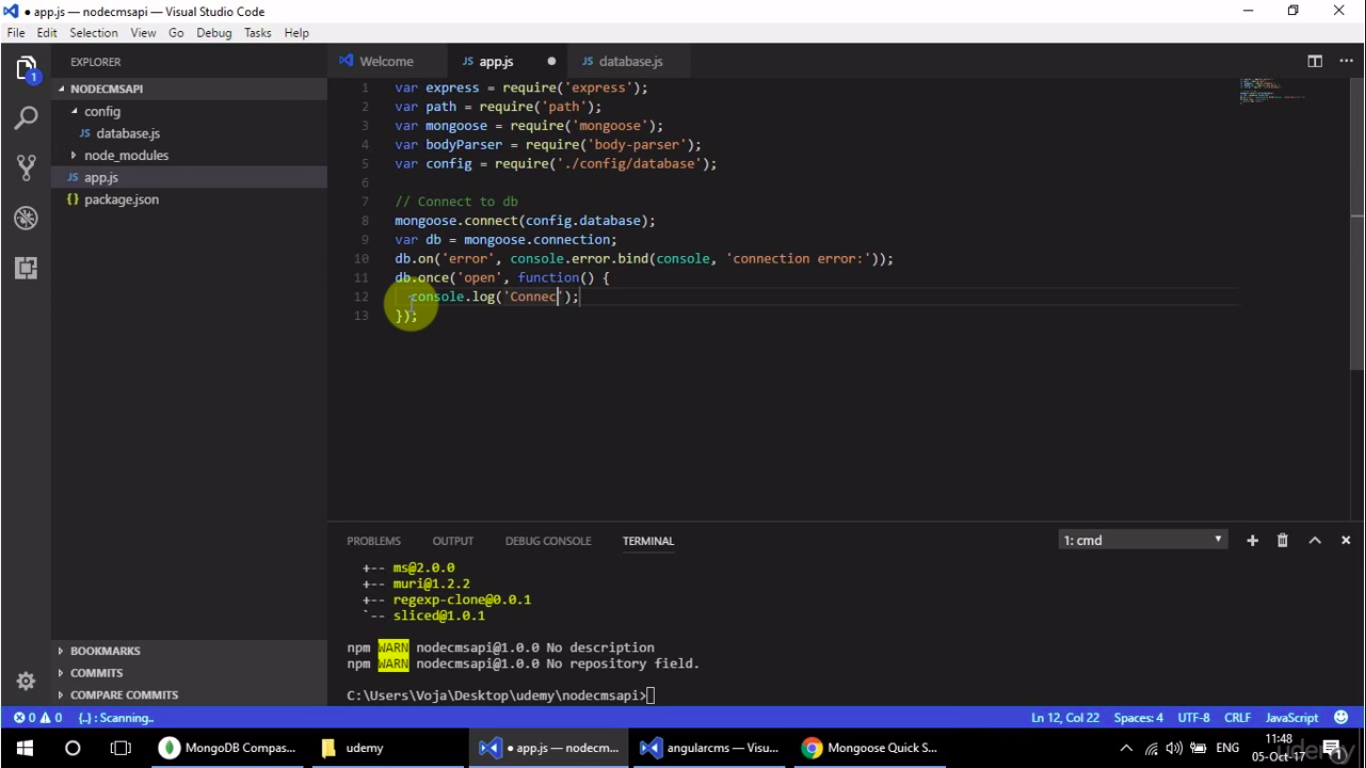 app.js — nodecmsapi — Visual Studio Code
File Edit Selection View Go Debug Tasks Help
EXPLORER
NODECMSAPI
config
JS database.js
node_modules
JS app.js
{} package.json
BOOKMARKS
COMMITS
COMPARE COMMITS
1
Welcome
JS app.js
JS database.js
1 var express = require('express');
2 var path = require('path');
3 var mongoose = require('mongoose');
4 var bodyParser = require('body-parser');
5 var config = require('./config/database');
6
7 // Connect to db
8 mongoose.connect(config.database);
9 var db = mongoose.connection;
10 db.on('error', console.error.bind(console, 'connection error:'));
11 db.once('open', function() {
12 console.log('Connec');
13 });
PROBLEMS OUTPUT DEBUG CONSOLE TERMINAL
1: cmd
+-- ms@2.0.0
+-- muri@1.2.2
+-- regexp-clone@0.0.1
`-- sliced@1.0.1
npm WARN nodecmsapi@1.0.0 No description
npm WARN nodecmsapi@1.0.0 No repository field.
C:\Users\Voja\Desktop\udemy\nodecmsapi>
0 0 {..} : Scanning..
Ln 12, Col 22 Spaces: 4 UTF-8 CRLF JavaScript
MongoDB Compas...
udemy
● app.js — nodecm...
angularcms — Visu...
Mongoose Quick S...
ENG
11:48
05-Oct-17
1
udemy